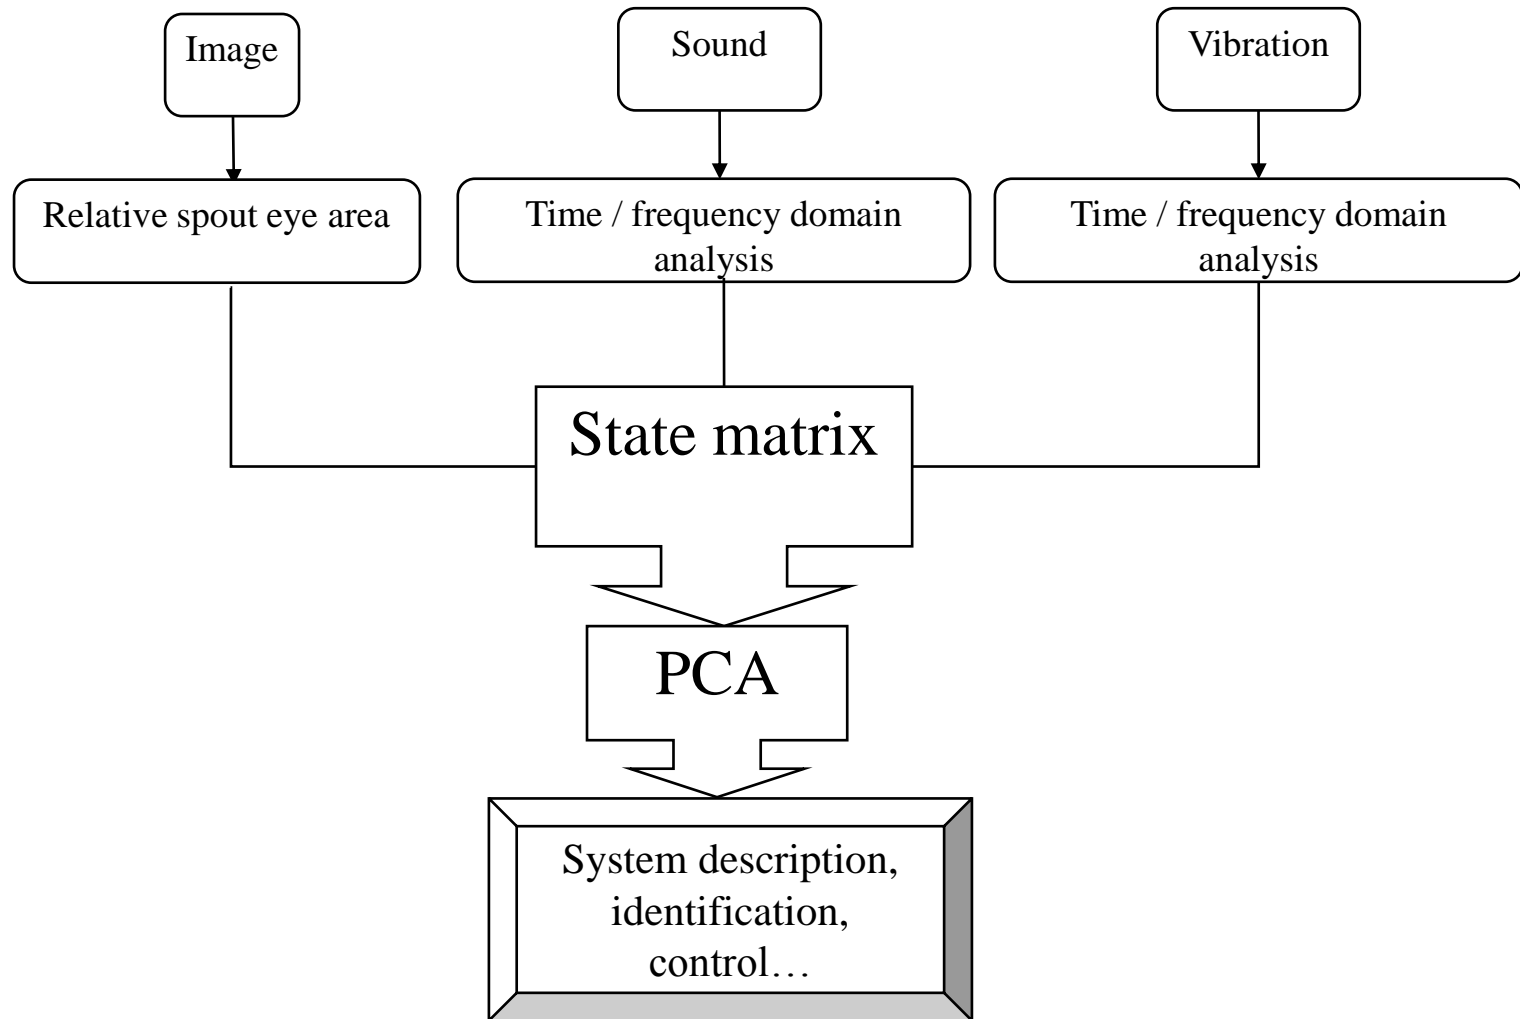 Image
Sound
Vibration
Relative spout eye area
Time / frequency domain
analysis
Time / frequency domain
analysis
State matrix
PCA
System description,
identification,
control…